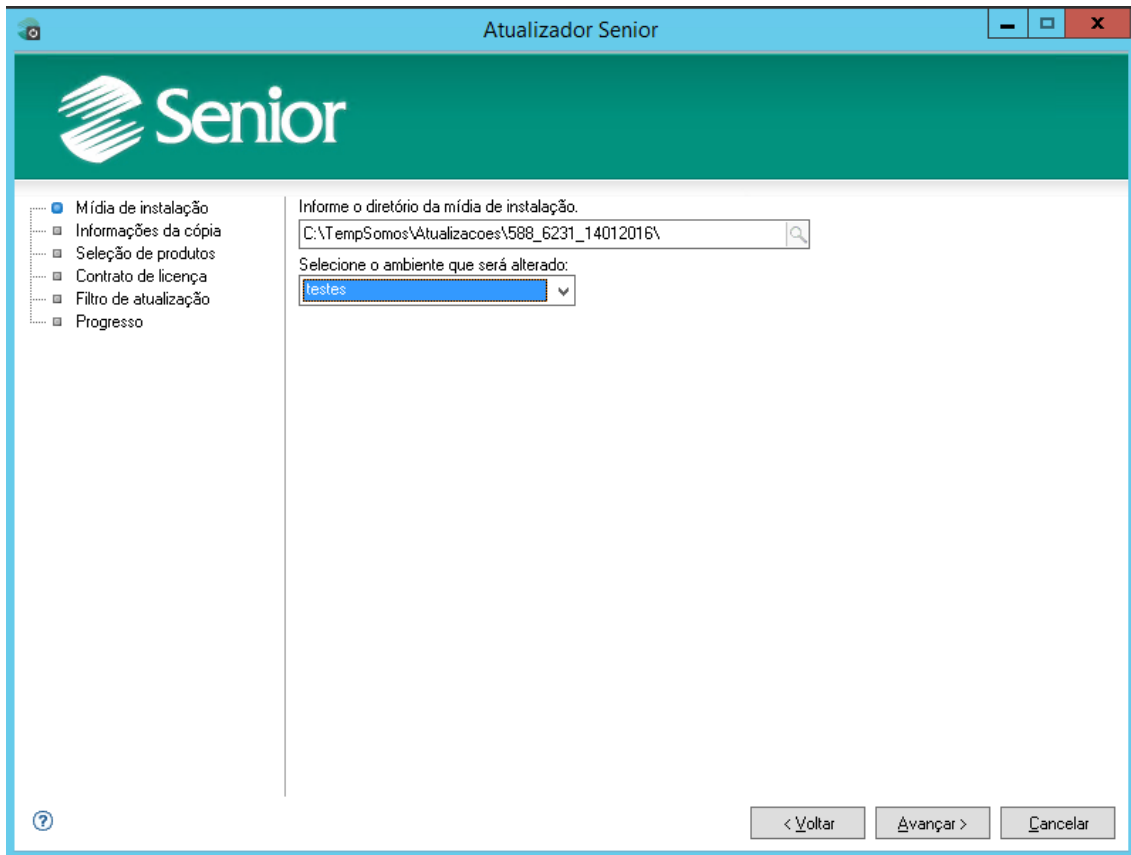 Atualizador Senior
Senior
Mídia de instalação
Informações da cópia
Seleção de produtos
Contrato de licença
Filtro de atualização
Progresso
Informe o diretório da mídia de instalação.
C:\TempSomos\Atualizacoes\588_6231_14012016\
Selecione o ambiente que será alterado:
testes
?
< Voltar
Avançar >
Cancelar